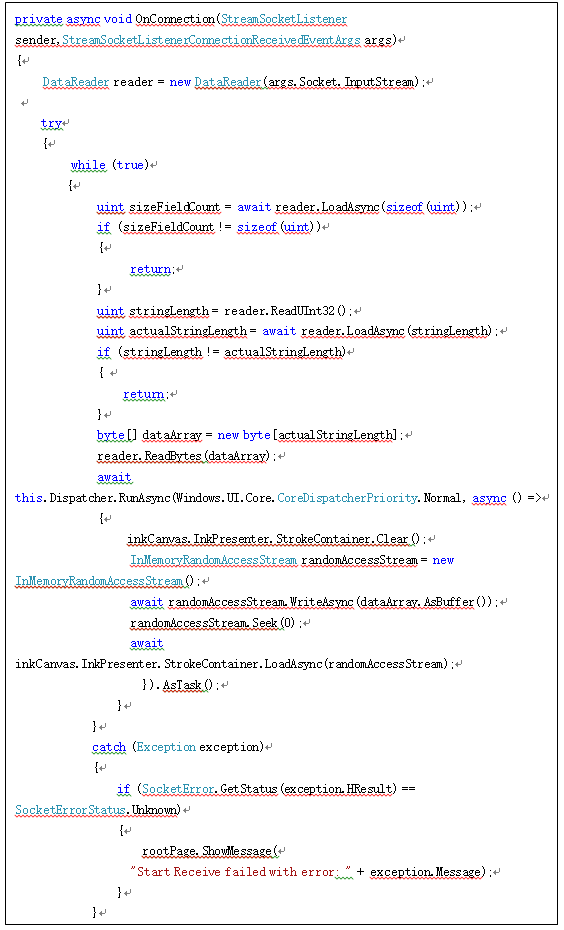 private async void OnConnection(StreamSocketListener
sender,StreamSocketListenerConnectionReceivedEventArgs args)
{
DataReader reader = new DataReader(args.Socket.InputStream);
try
{
while (true)
{
uint sizeFieldCount = await reader.LoadAsync(sizeof(uint));
if (sizeFieldCount != sizeof(uint))
{
return;
}
uint stringLength = reader.ReadUInt32();
uint actualStringLength = await reader.LoadAsync(stringLength);
if (stringLength != actualStringLength)
{
return;
}
byte[] dataArray = new byte[actualStringLength];
reader.ReadBytes(dataArray);
await
this.Dispatcher.RunAsync(Windows.UI.Core.CoreDispatcherPriority.Normal, async () =>
{
inkCanvas.InkPresenter.StrokeContainer.Clear();
InMemoryRandomAccessStream randomAccessStream = new
InMemoryRandomAccessStream();
await randomAccessStream.WriteAsync(dataArray.AsBuffer());
randomAccessStream.Seek(0);
await
inkCanvas.InkPresenter.StrokeContainer.LoadAsync(randomAccessStream);
}).AsTask();
}
}
catch (Exception exception)
{
if (SocketError.GetStatus(exception.HResult) ==
SocketErrorStatus.Unknown)
{
rootPage.ShowMessage(
"Start Receive failed with error: " + exception.Message);
}
}